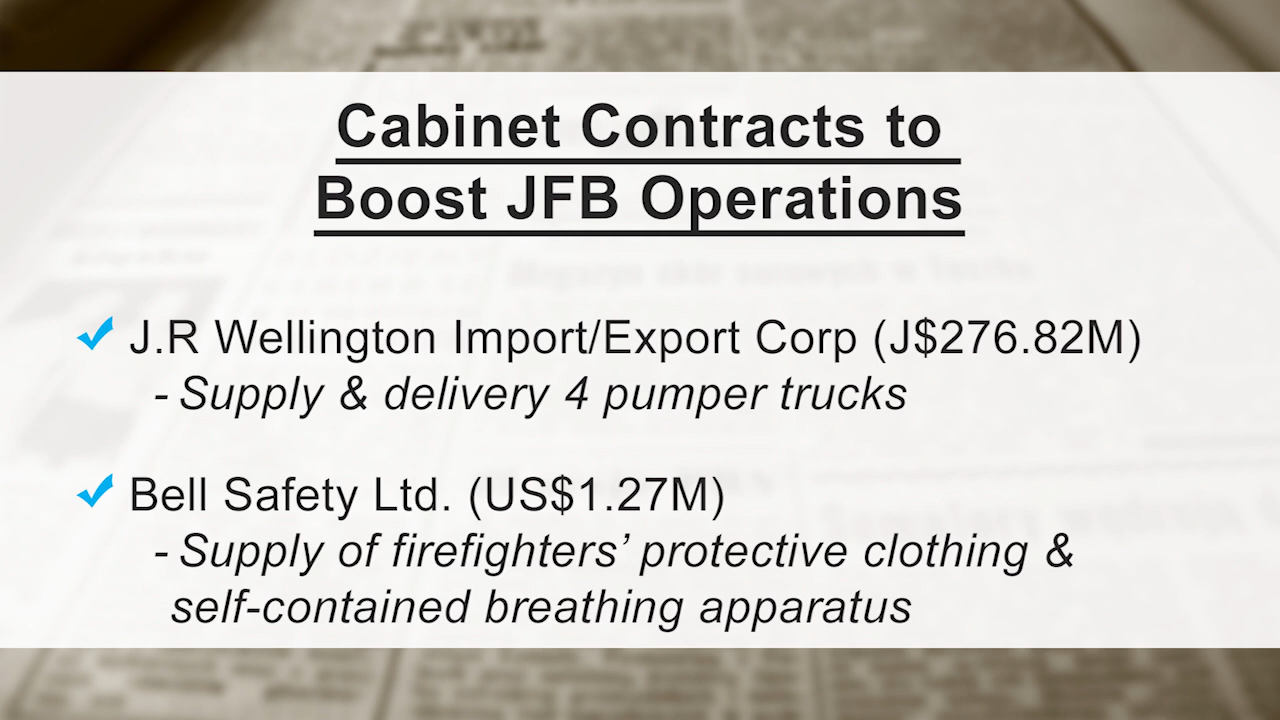 Cabinet Contracts to
Boost JFB Operations
J.R Wellington Import/Export Corp (J$276.82M)
- Supply & delivery 4 pumper trucks
Bell Safety Ltd. (US$1.27M)
- Supply of firefighters’ protective clothing &
self-contained breathing apparatus